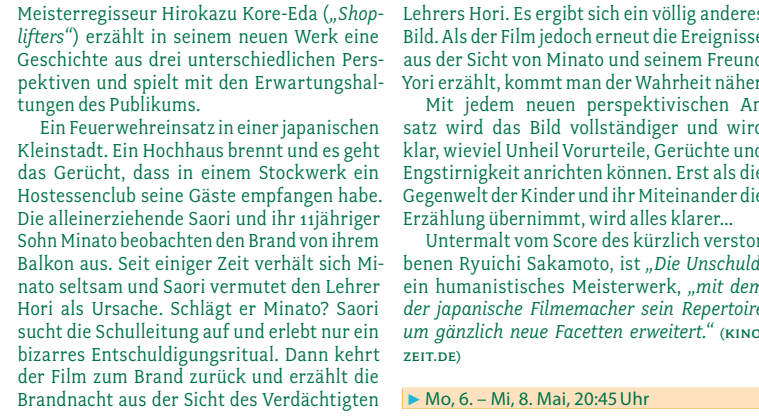 Meisterregisseur Hirokazu Kore-Eda („Shop-
lifters“) erzählt in seinem neuen Werk eine
Geschichte aus drei unterschiedlichen Pers-
pektiven und spielt mit den Erwartungshal-
tungen des Publikums.
Ein Feuerwehreinsatz in einer japanischen
Kleinstadt. Ein Hochhaus brennt und es geht
das Gerücht, dass in einem Stockwerk ein
Hostessenclub seine Gäste empfangen habe.
Die alleinerziehende Saori und ihr 11jähriger
Sohn Minato beobachten den Brand von ihrem
Balkon aus. Seit einiger Zeit verhält sich Mi-
nato seltsam und Saori vermutet den Lehrer
Hori als Ursache. Schlägt er Minato? Saori
sucht die Schulleitung auf und erlebt nur ein
bizarres Entschuldigungsritual. Dann kehrt
der Film zum Brand zurück und erzählt die
Brandnacht aus der Sicht des Verdächtigten
Lehrers Hori. Es ergibt sich ein völlig anderes
Bild. Als der Film jedoch erneut die Ereignisse
aus der Sicht von Minato und seinem Freund
Yori erzählt, kommt man der Wahrheit näher
Mit jedem neuen perspektivischen An
satz wird das Bild vollständiger und wird
klar, wieviel Unheil Vorurteile, Gerüchte und
Engstirnigkeit anrichten können. Erst als die
Gegenwelt der Kinder und ihr Miteinander die
Erzählung übernimmt, wird alles klarer...
Untermalt vom Score des kürzlich verstor
benen Ryuichi Sakamoto, ist „Die Unschuld
ein humanistisches Meisterwerk, „mit dem
der japanische Filmemacher sein Repertoire
um gänzlich neue Facetten erweitert.“ (KINO
ZEIT.DE)
► Mo, 6. – Mi, 8. Mai, 20:45 Uhr